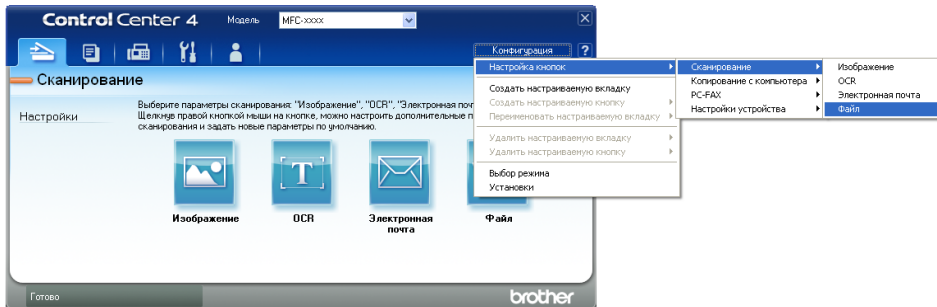 Control Center 4
Модель
MFC-xxxx
Конфигурация
?
Сканирование
Настройки
Выберите параметры сканирования: "Изображение", "OCR", "Электронная поч
Щелкнув правой кнопкой мыши на кнопке, можно настроить дополнительные п
сканирования и задать новые параметры по умолчанию.
Изображение
OCR
Электронная
почта
Файл
Настройка кнопок
Создать настраиваемую вкладку
Создать настраиваемую кнопку
Переименовать настраиваемую вкладку
Удалить настраиваемую вкладку
Удалить настраиваемую кнопку
Выбор режима
Установки
Сканирование
Копирование с компьютера
PC-FAX
Настройки устройства
Изображение
OCR
Электронная почта
Файл
Готово
brother